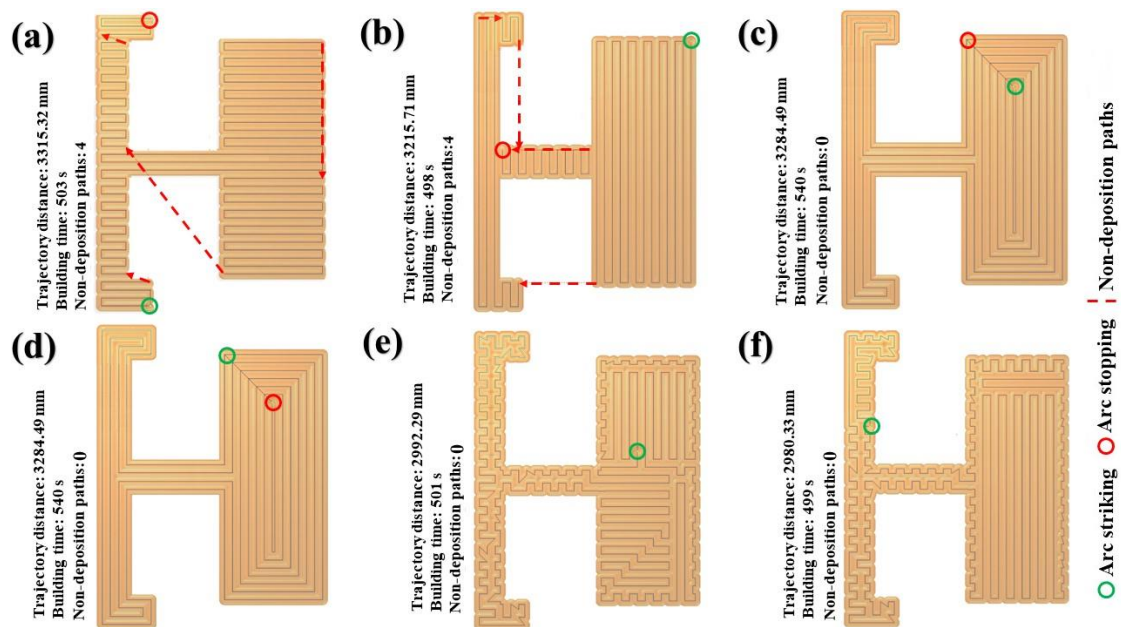 (a)
Trajectory distance: 3315.32 mm
Building time: 503 s
Non-deposition paths: 4
(b)
Trajectory distance: 3215.71 mm
Building time: 498 s
Non-deposition paths: 4
(c)
Trajectory distance: 3284.49 mm
Building time: 540 s
Non-deposition paths: 0
(d)
Trajectory distance: 3284.49 mm
Building time: 540 s
Non-deposition paths: 0
(e)
Trajectory distance: 2992.29 mm
Building time: 501 s
Non-deposition paths: 0
(f)
Trajectory distance: 2980.33 mm
Building time: 499 s
Non-deposition paths: 0
Arc striking
Arc stopping
Non-deposition paths